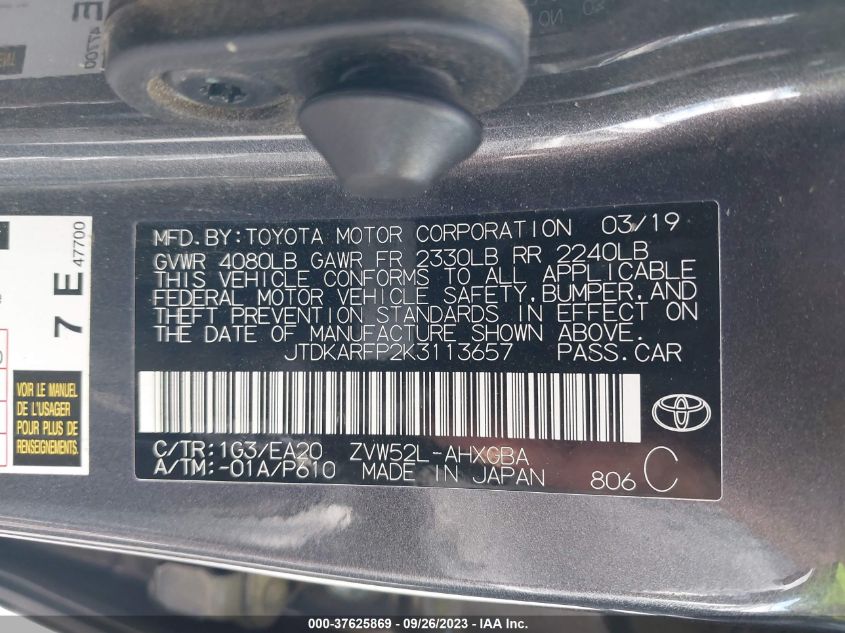 47700
MFD.BY:TOYOTA MOTOR CORPORATION 03/19
GVWR 4080LB GAWR FR 2330LB RR 2240LB
THIS VEHICLE CONFORMS TO ALL APPLICABLE
FEDERAL MOTOR VEHICLE SAFETY,BUMPER,AND
THEFT PREVENTION STANDARDS IN EFFECT ON
THE DATE OF MANUFACTURE SHOWN ABOVE.
JTDKARFP2K3113657 PASS.CAR
C/TR:1G3/EA20 ZVW52L-AHXGBA
A/TM:-01A/P610 MADE IN JAPAN
806 C
7 E 47700
VOIR LE MANUEL
DE L'USAGER
POUR PLUS DE
RENSEIGNEMENTS.
000-37625869 - 09/26/2023 - IAA Inc.